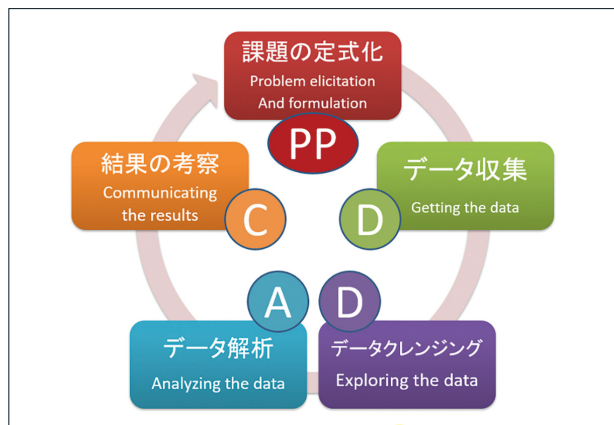 課題の定式化
Problem elicitation
And formulation
PP
データ収集
Getting the data
D
データクレンジング
Exploring the data
D
データ解析
Analyzing the data
A
結果の考察
Communicating
the results
C